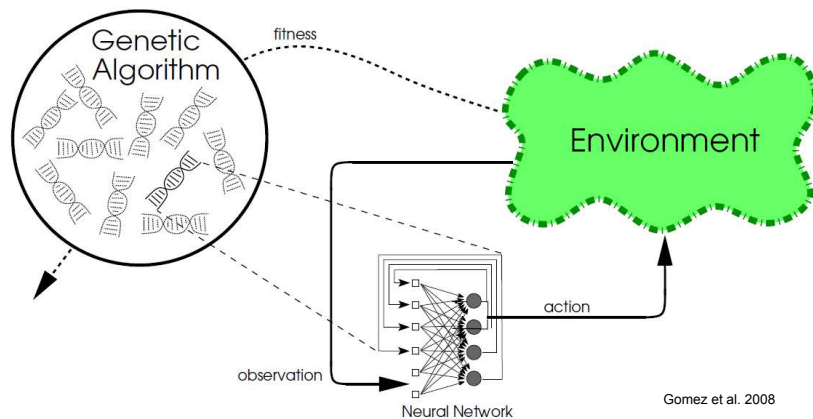 Genetic
Algorithm
fitness
Environment
action
observation
Neural Network
Gomez et al. 2008